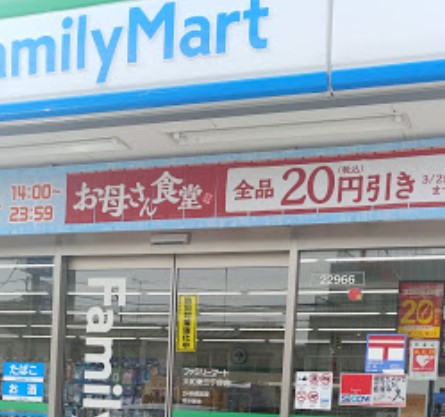 FamilyMart
14:00~
23:59
お母さん食堂
全品20円引き
(税込)
3/2
ま
22966
Family
20
たばこ
お酒
ファミリーマート
SECOM